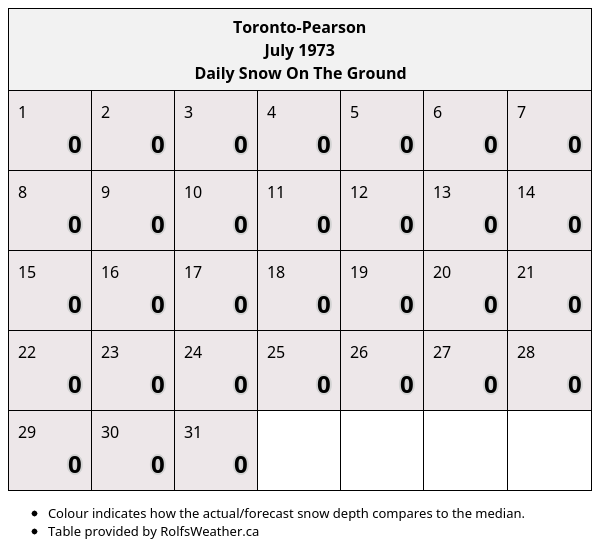 Toronto-Pearson
July 1973
Daily Snow On The Ground
1 2 3 4 5 6 7
0 0 0 0 0 0 0
8 9 10 11 12 13 14
0 0 0 0 0 0 0
15 16 17 18 19 20 21
0 0 0 0 0 0 0
22 23 24 25 26 27 28
0 0 0 0 0 0 0
29 30 31
0 0 0
• Colour indicates how the actual/forecast snow depth compares to the median.
• Table provided by RolfsWeather.ca